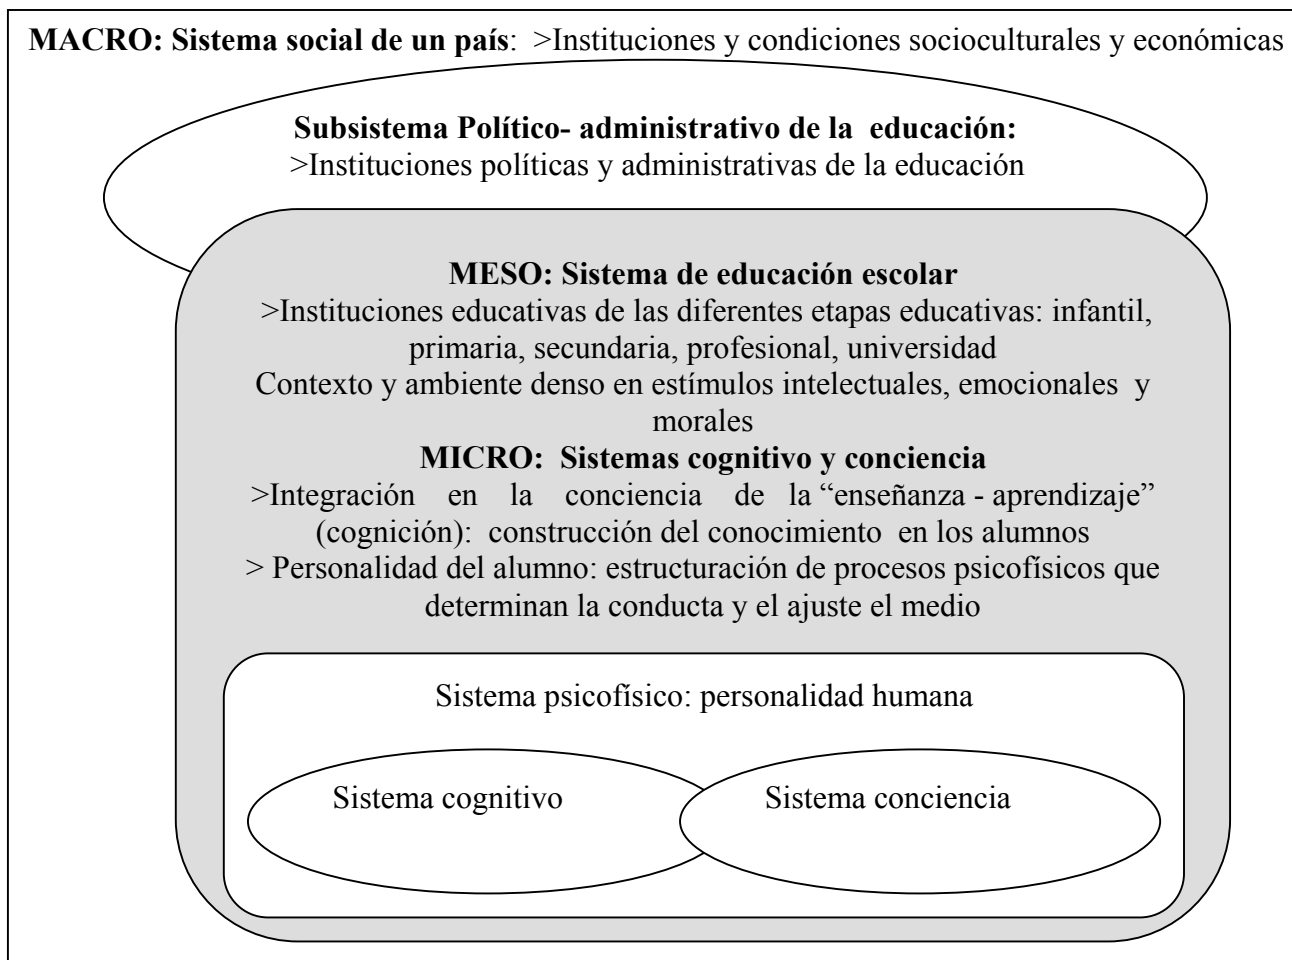 MACRO: Sistema social de un país:  >Instituciones y condiciones socioculturales y económicas
Subsistema Político- administrativo de la  educación:
>Instituciones políticas y administrativas de la educación
MESO: Sistema de educación escolar
>Instituciones educativas de las diferentes etapas educativas: infantil,
primaria, secundaria, profesional, universidad
Contexto y ambiente denso en estímulos intelectuales, emocionales  y
morales
MICRO:  Sistemas cognitivo y conciencia
>Integración en la conciencia de la “enseñanza - aprendizaje”
(cognición):  construcción del conocimiento  en los alumnos
> Personalidad del alumno: estructuración de procesos psicofísicos que
determinan la conducta y el ajuste el medio
Sistema psicofísico: personalidad humana
Sistema cognitivo
Sistema conciencia